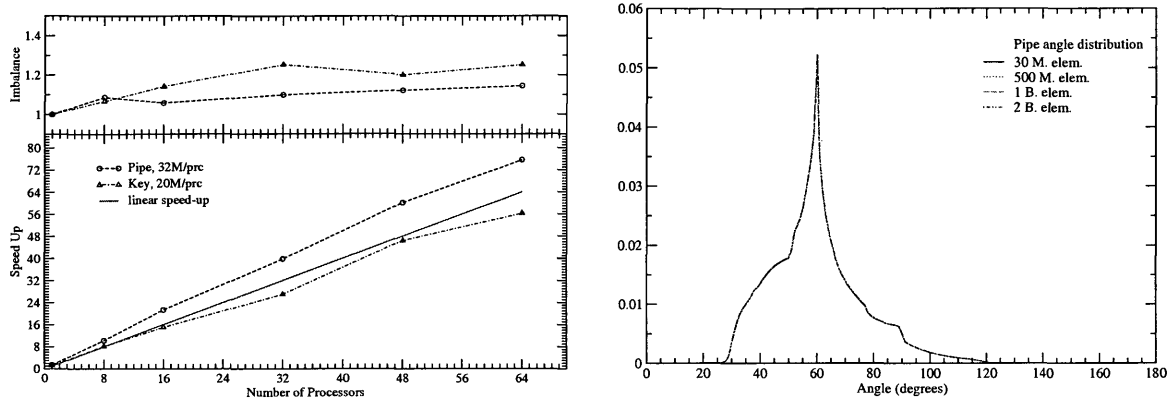 1.4
1.2
1
Imbalance
80
72
64
56
48
40
32
24
16
8
0
Speed Up
Pipe, 32M/prc
Key, 20M/prc
linear speed-up
0 8 16 24 32 40 48 56 64
Number of Processors
0.06
0.05
0.04
0.03
0.02
0.01
0
Pipe angle distribution
30 M. elem.
500 M. elem.
1 B. elem.
2 B. elem.
0 20 40 60 80 100 120 140 160 180
Angle (degrees)